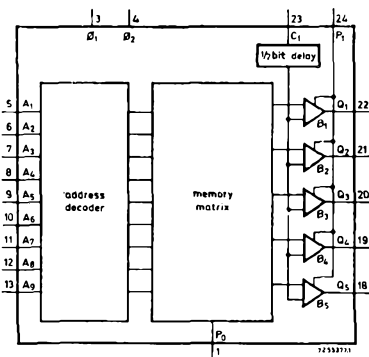 3 4 23 24
Ø1 Ø2 C1 P1
½ bit delay
5 A1 Q1 22
B1
6 A2
7 A3 Q2 21
B2
8 A4
9 A5 address decoder memory matrix Q3 20
B3
10 A6
11 A7 Q4 19
B4
12 A8
13 A9 Q5 18
B5
P0
1
7Z55377.1